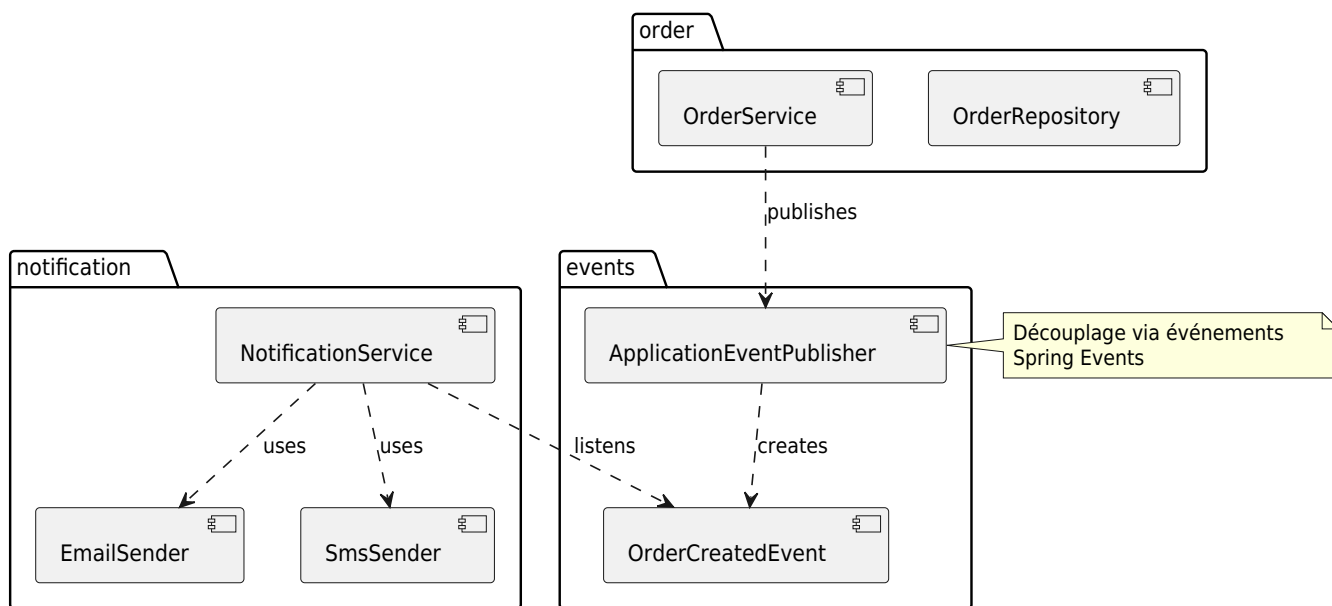 order
OrderService
OrderRepository
publishes
notification
events
NotificationService
ApplicationEventPublisher
Découplage via événements
Spring Events
uses
uses
listens
creates
EmailSender
SmsSender
OrderCreatedEvent